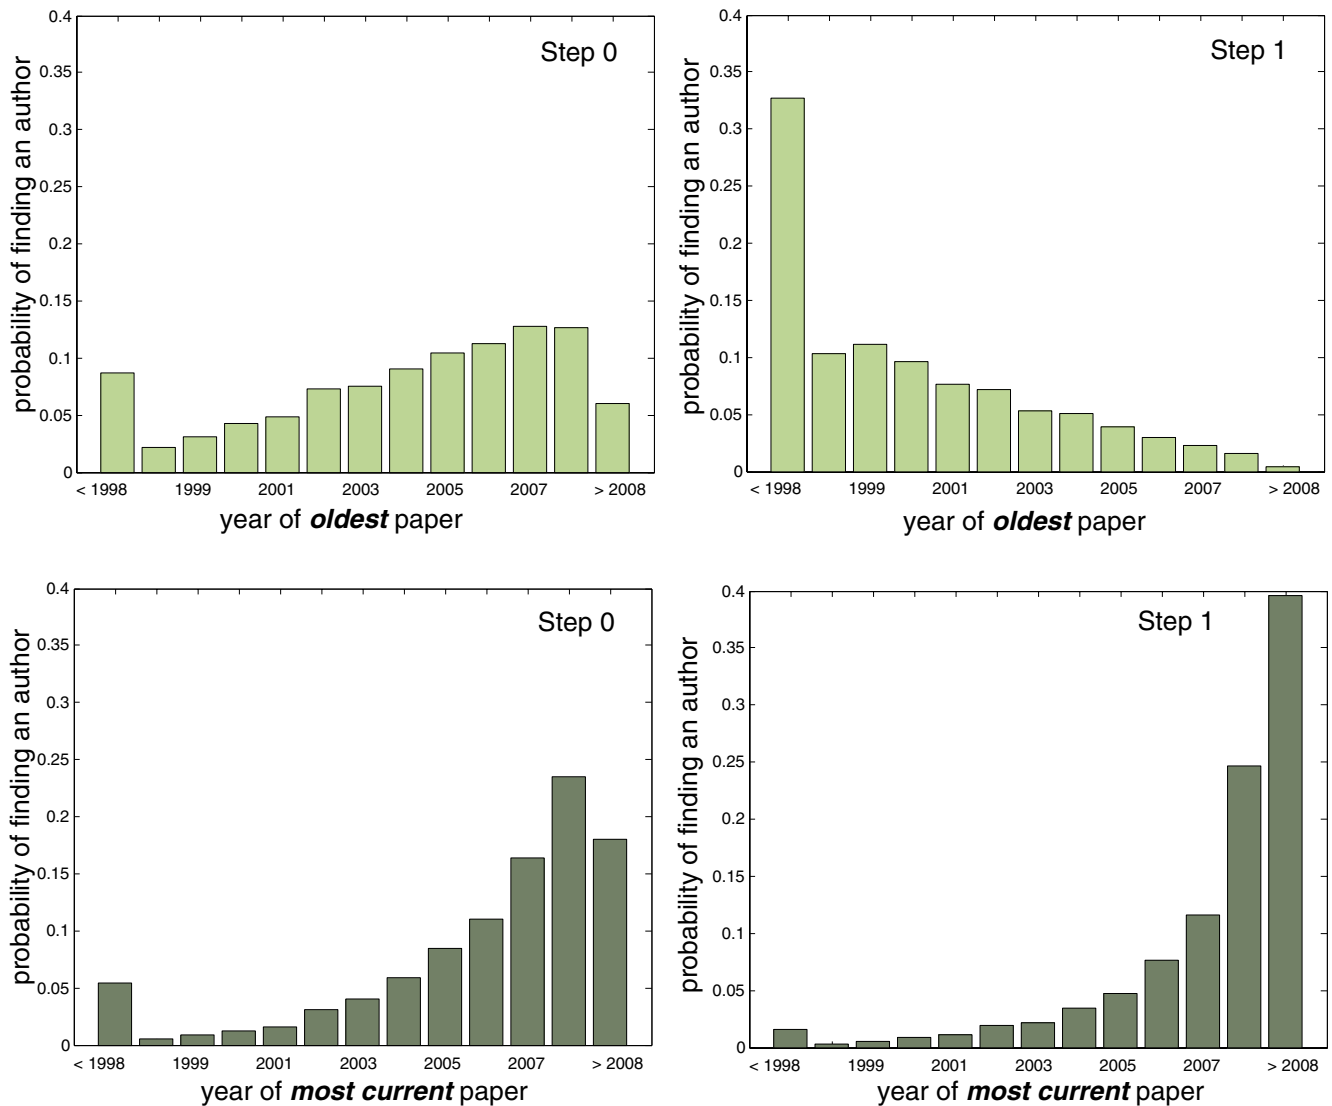 Step 0
probability of finding an author
0.4
0.35
0.3
0.25
0.2
0.15
0.1
0.05
0
< 1998 1999 2001 2003 2005 2007 > 2008
year of oldest paper
Step 1
probability of finding an author
0.4
0.35
0.3
0.25
0.2
0.15
0.1
0.05
0
< 1998 1999 2001 2003 2005 2007 > 2008
year of oldest paper
Step 0
probability of finding an author
0.4
0.35
0.3
0.25
0.2
0.15
0.1
0.05
0
< 1998 1999 2001 2003 2005 2007 > 2008
year of most current paper
Step 1
probability of finding an author
0.4
0.35
0.3
0.25
0.2
0.15
0.1
0.05
0
< 1998 1999 2001 2003 2005 2007 > 2008
year of most current paper